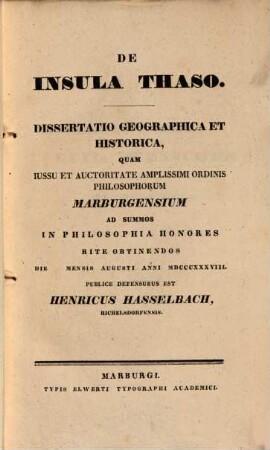 DE
INSULA THASO.
DISSERTATIO GEOGRAPHICA ET
HISTORICA,
QUAM
IUSSU ET AUCTORITATE AMPLISSIMI ORDINIS
PHILOSOPHORUM
MARBURGENSIUM
AD SUMMOS
IN PHILOSOPHIA HONORES
RITE OBTINENDOS
DIE MENSIS AUGUSTI ANNI MDCCCXXXVIII.
PUBLICE DEFENSURUS EST
HENRICUS HASSELBACH,
RICHELSDORFENSIS.
MARBURGI.
TYPIS ELWERTI TYPOGRAPHI ACADEMICI.